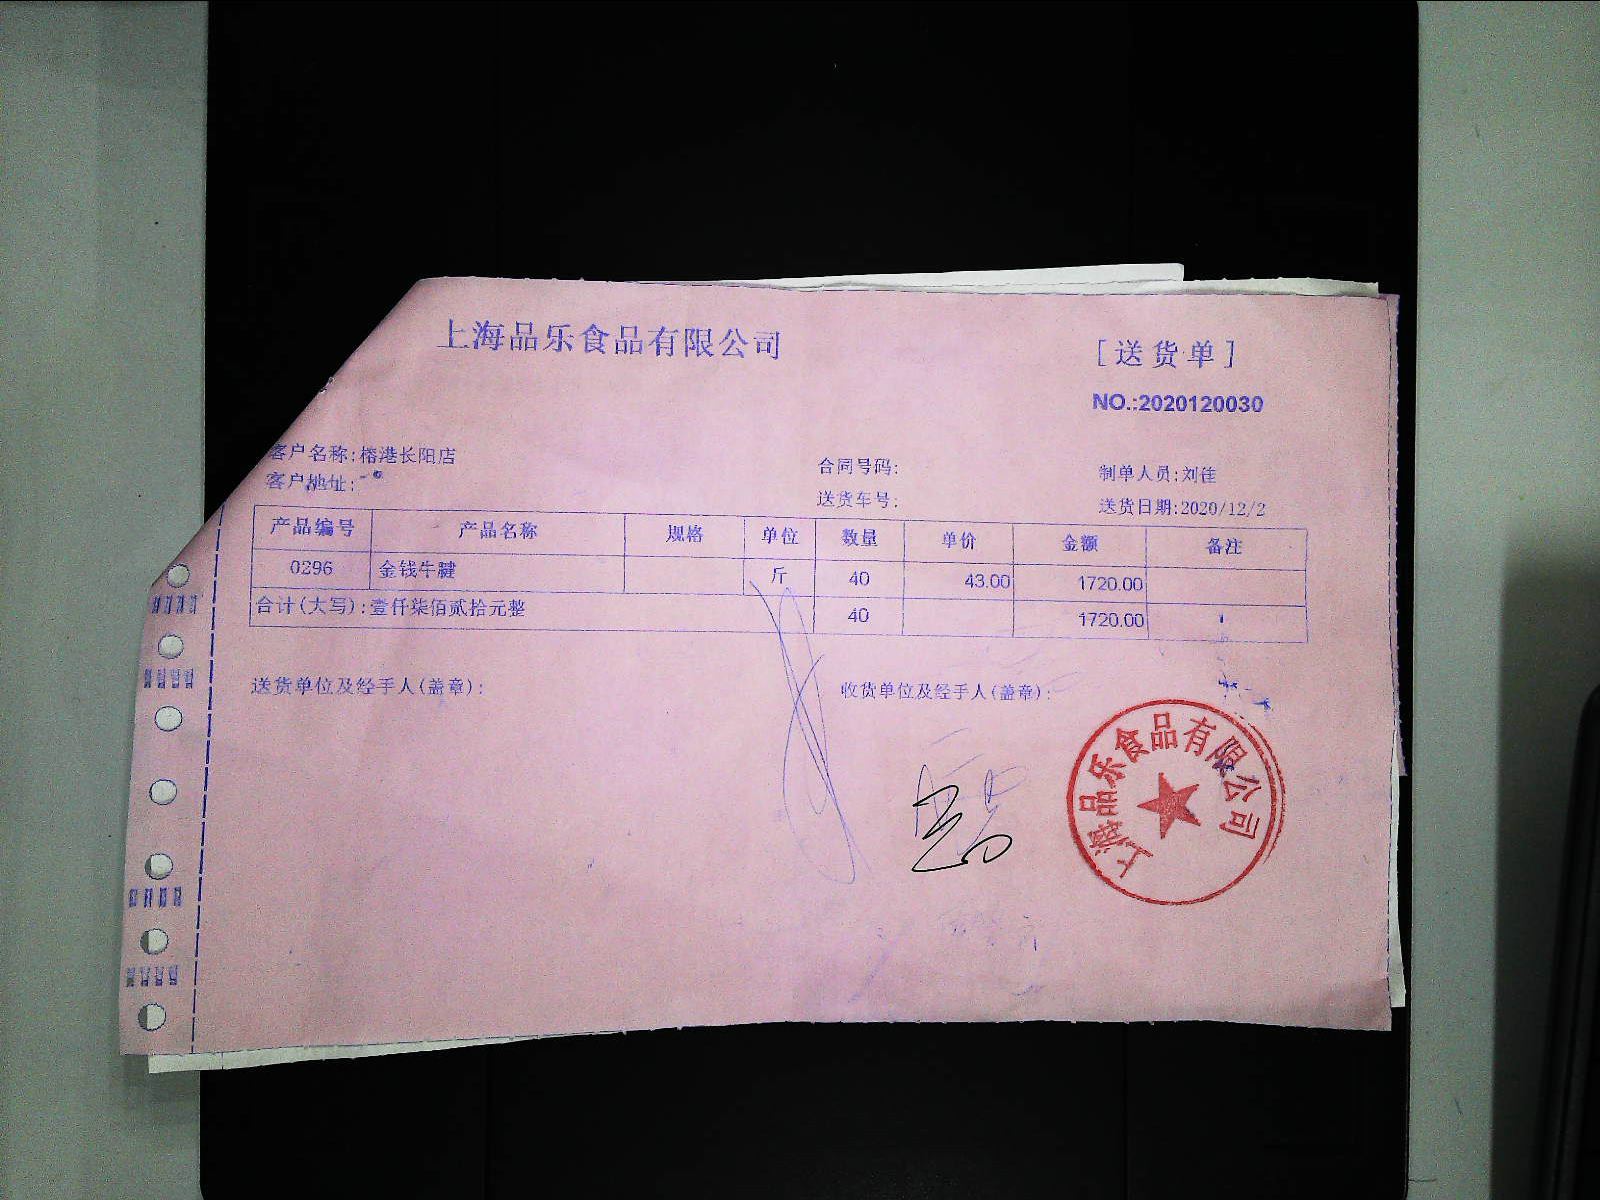 上海品乐食品有限公司
[送货单]
NO.:2020120030
客户名称:榕港长阳店
合同号码:
制单人员:刘佳
客户地址:
送货车号:
送货日期:2020/12/2
产品编号 产品名称 规格 单位 数量 单价 金额 备注
0296 金钱牛腱 斤 40 43.00 1720.00
合计(大写):壹仟柒佰贰拾元整 40 1720.00
送货单位及经手人(盖章):
收货单位及经手人(盖章):
上海品乐食品有限公司